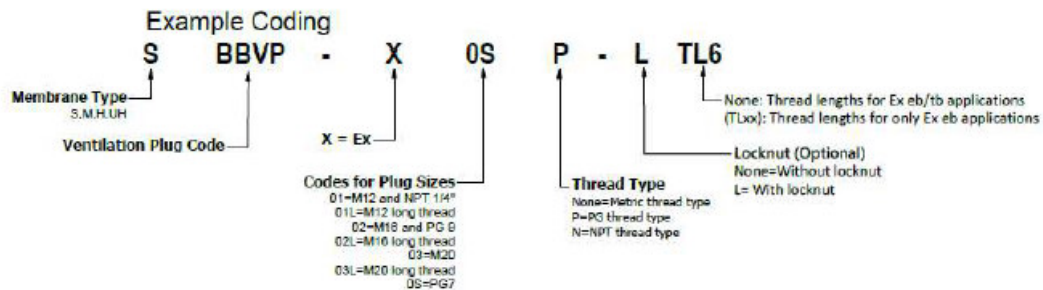 Example Coding
S BBVP - X 0S P - L TL6
Membrane Type
S.M.H.UH
Ventilation Plug Code
X = Ex
Codes for Plug Sizes
01=M12 and NPT 1/4"
01L=M12 long thread
02=M16 and PG 9
02L=M16 long thread
03=M20
03L=M20 long thread
0S=PG7
Thread Type
None=Metric thread type
P=PG thread type
N=NPT thread type
Locknut (Optional)
None=Without locknut
L= With locknut
None: Thread lengths for Ex eb/tb applications
(TLxx): Thread lengths for only Ex eb applications